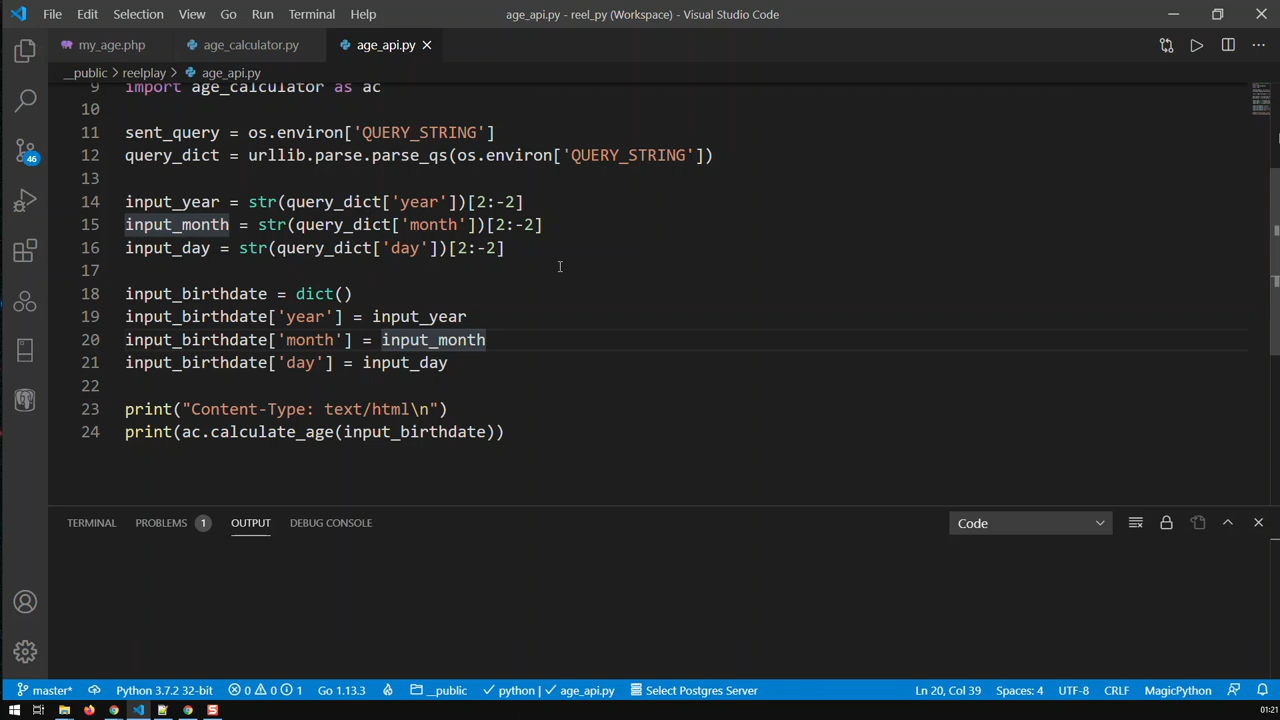 File Edit Selection View Go Run Terminal Help age_api.py - reel_py (Workspace) - Visual Studio Code
my_age.php age_calculator.py age_api.py
__public > reelplay > age_api.py
9 import age_calculator as ac
10
11 sent_query = os.environ['QUERY_STRING']
12 query_dict = urllib.parse.parse_qs(os.environ['QUERY_STRING'])
13
14 input_year = str(query_dict['year'])[2:-2]
15 input_month = str(query_dict['month'])[2:-2]
16 input_day = str(query_dict['day'])[2:-2]
17
18 input_birthdate = dict()
19 input_birthdate['year'] = input_year
20 input_birthdate['month'] = input_month
21 input_birthdate['day'] = input_day
22
23 print("Content-Type: text/html\n")
24 print(ac.calculate_age(input_birthdate))
46
TERMINAL PROBLEMS 1 OUTPUT DEBUG CONSOLE Code
master* Python 3.7.2 32-bit 0 0 1 Go 1.13.3 __public python | age_api.py Select Postgres Server Ln 20, Col 39 Spaces: 4 UTF-8 CRLF MagicPython
01:21